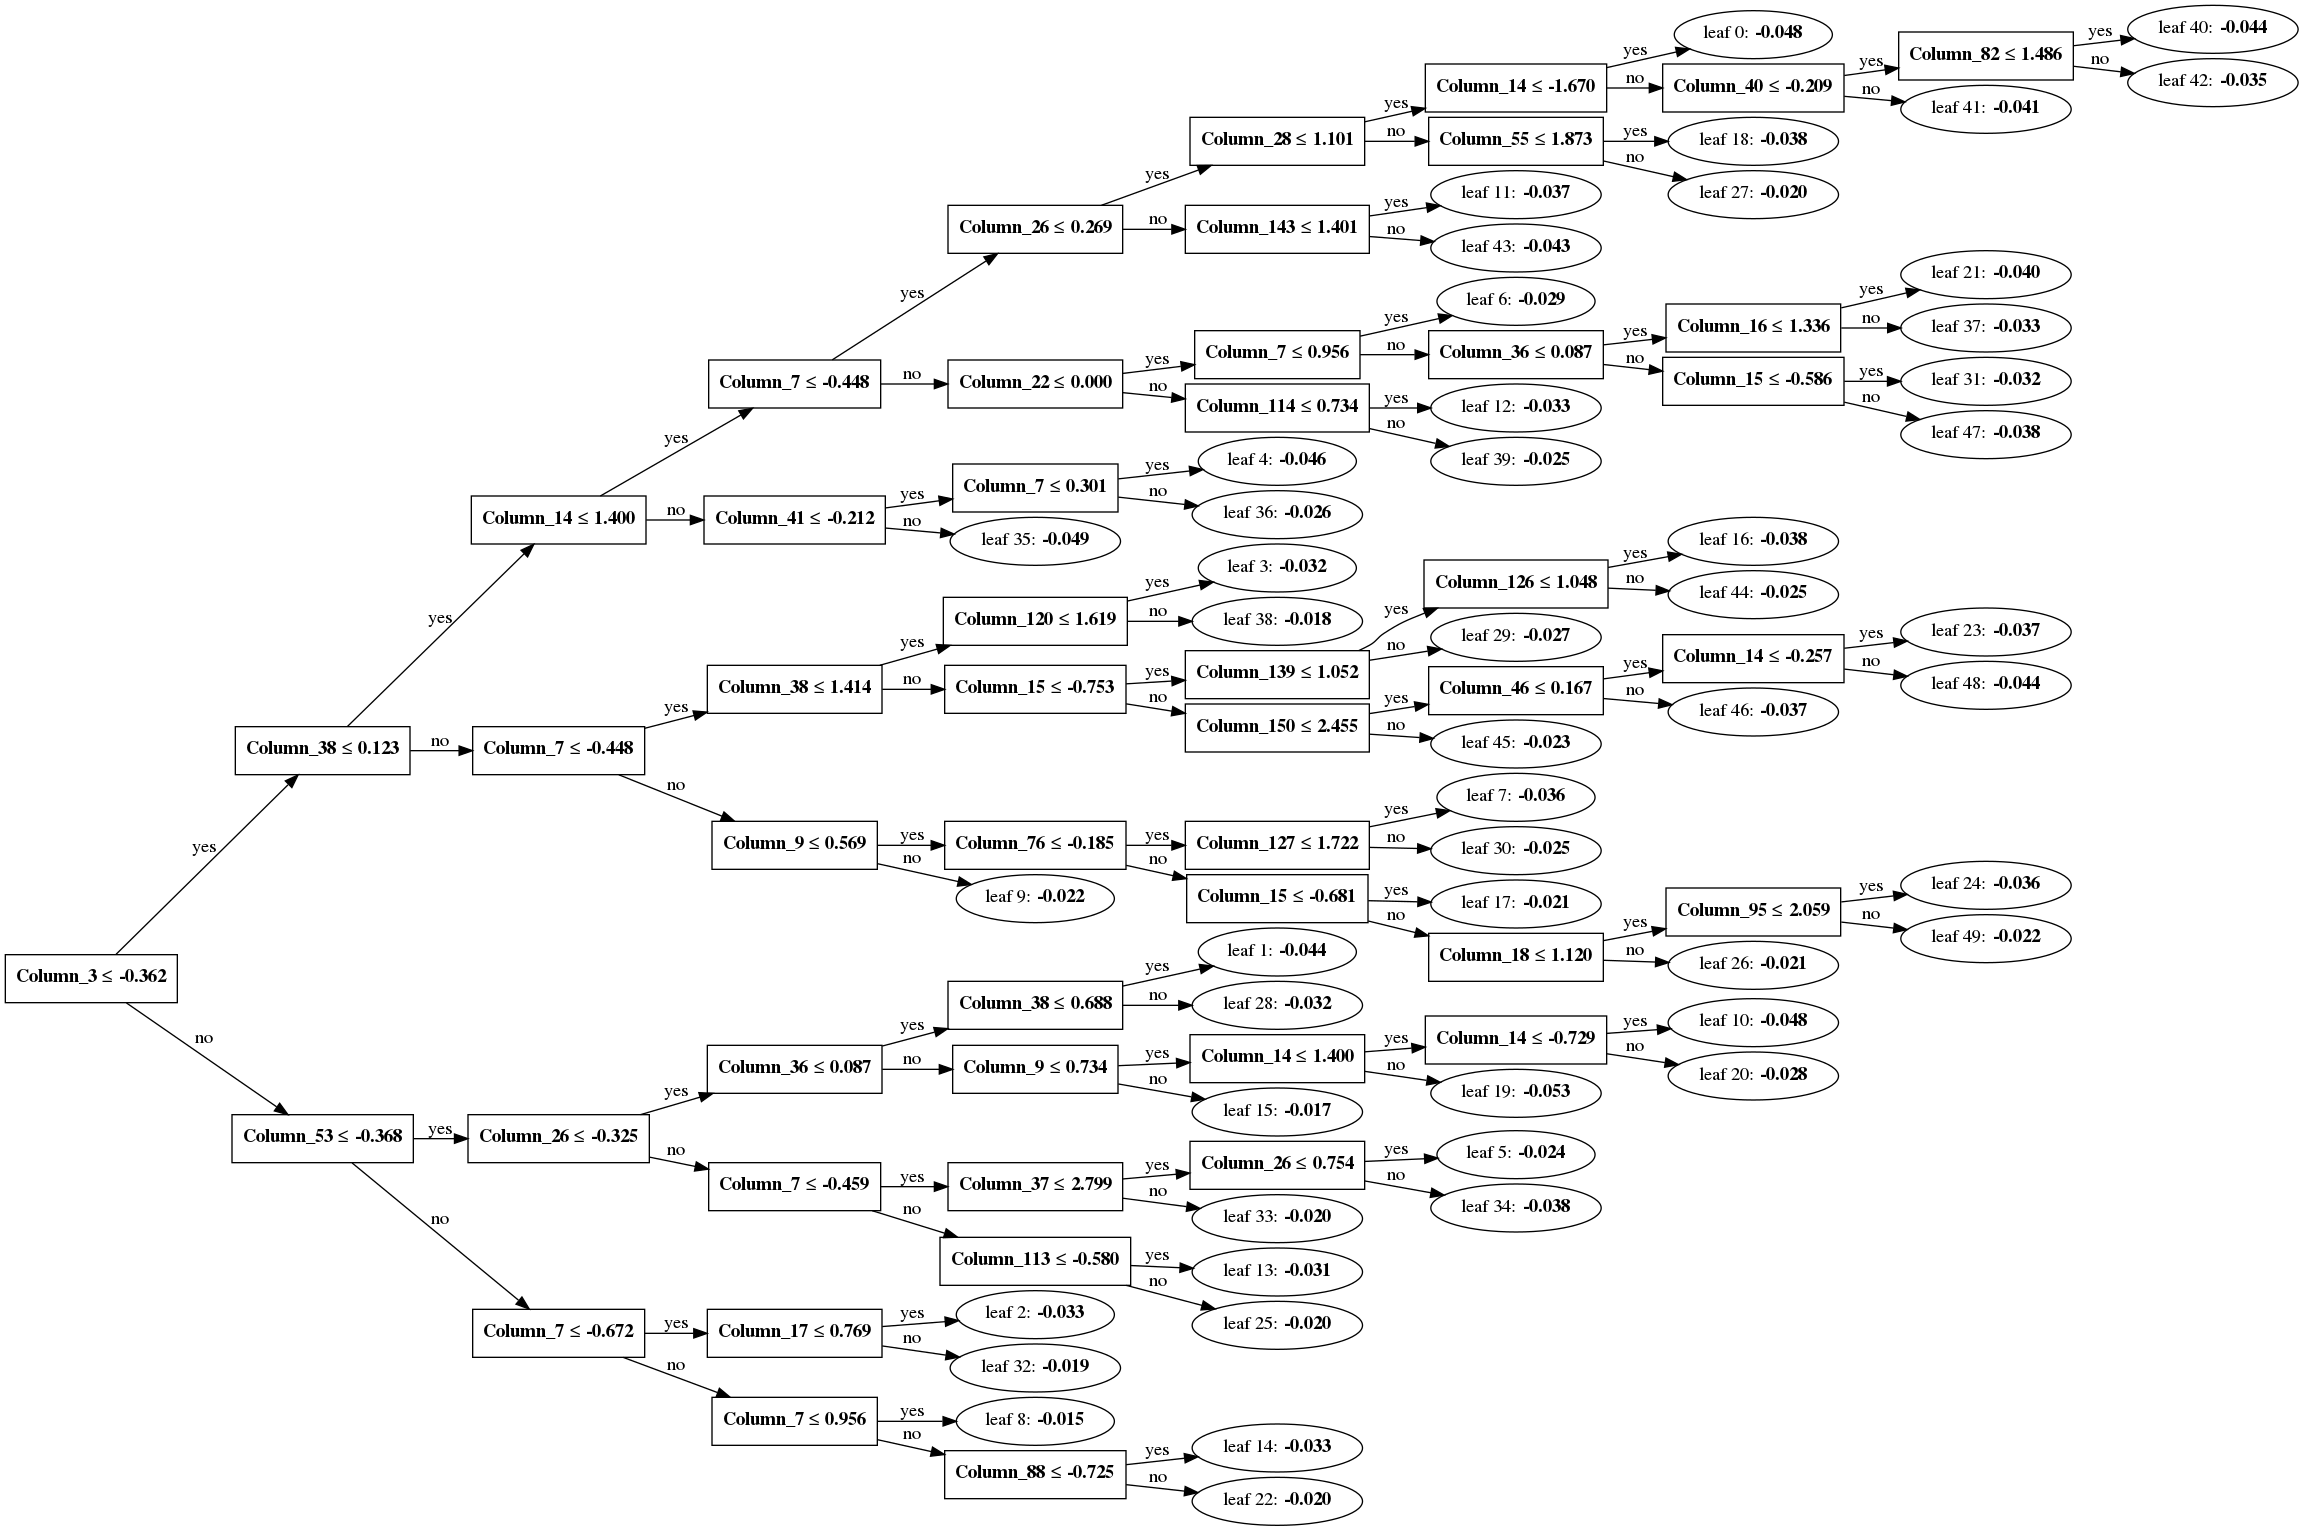 leaf 0: -0.048
leaf 40: -0.044
yes
Column_82 ≤ 1.486
no
leaf 42: -0.035
yes
Column_14 ≤ -1.670
no
Column_40 ≤ -0.209
yes
no
leaf 41: -0.041
yes
Column_28 ≤ 1.101
no
Column_55 ≤ 1.873
yes
leaf 18: -0.038
no
leaf 27: -0.020
yes
Column_26 ≤ 0.269
no
Column_143 ≤ 1.401
yes
leaf 11: -0.037
no
leaf 43: -0.043
yes
leaf 6: -0.029
yes
Column_7 ≤ 0.956
no
Column_36 ≤ 0.087
yes
Column_16 ≤ 1.336
yes
leaf 21: -0.040
no
leaf 37: -0.033
no
Column_15 ≤ -0.586
yes
leaf 31: -0.032
no
leaf 47: -0.038
Column_7 ≤ -0.448
no
Column_22 ≤ 0.000
yes
no
Column_114 ≤ 0.734
yes
leaf 12: -0.033
no
leaf 39: -0.025
yes
Column_14 ≤ 1.400
no
Column_41 ≤ -0.212
yes
Column_7 ≤ 0.301
yes
leaf 4: -0.046
no
leaf 36: -0.026
no
leaf 35: -0.049
yes
Column_38 ≤ 0.123
no
Column_7 ≤ -0.448
yes
Column_38 ≤ 1.414
yes
Column_120 ≤ 1.619
yes
leaf 3: -0.032
no
leaf 38: -0.018
no
Column_15 ≤ -0.753
yes
Column_139 ≤ 1.052
yes
Column_126 ≤ 1.048
yes
leaf 16: -0.038
no
leaf 44: -0.025
no
leaf 29: -0.027
no
Column_150 ≤ 2.455
yes
Column_46 ≤ 0.167
yes
Column_14 ≤ -0.257
yes
leaf 23: -0.037
no
leaf 48: -0.044
no
leaf 46: -0.037
no
leaf 45: -0.023
no
Column_9 ≤ 0.569
yes
Column_76 ≤ -0.185
yes
Column_127 ≤ 1.722
yes
leaf 7: -0.036
no
leaf 30: -0.025
no
Column_15 ≤ -0.681
yes
leaf 17: -0.021
no
Column_18 ≤ 1.120
yes
Column_95 ≤ 2.059
yes
leaf 24: -0.036
no
leaf 49: -0.022
no
leaf 26: -0.021
no
leaf 9: -0.022
yes
Column_3 ≤ -0.362
no
Column_53 ≤ -0.368
yes
Column_26 ≤ -0.325
yes
Column_36 ≤ 0.087
yes
Column_38 ≤ 0.688
yes
leaf 1: -0.044
no
leaf 28: -0.032
no
Column_9 ≤ 0.734
yes
Column_14 ≤ 1.400
yes
Column_14 ≤ -0.729
yes
leaf 10: -0.048
no
leaf 20: -0.028
no
leaf 19: -0.053
no
leaf 15: -0.017
no
Column_7 ≤ -0.459
yes
Column_37 ≤ 2.799
yes
Column_26 ≤ 0.754
yes
leaf 5: -0.024
no
leaf 34: -0.038
no
leaf 33: -0.020
no
Column_113 ≤ -0.580
yes
leaf 13: -0.031
no
leaf 25: -0.020
no
Column_7 ≤ -0.672
yes
Column_17 ≤ 0.769
yes
leaf 2: -0.033
no
leaf 32: -0.019
no
Column_7 ≤ 0.956
yes
leaf 8: -0.015
no
Column_88 ≤ -0.725
yes
leaf 14: -0.033
no
leaf 22: -0.020